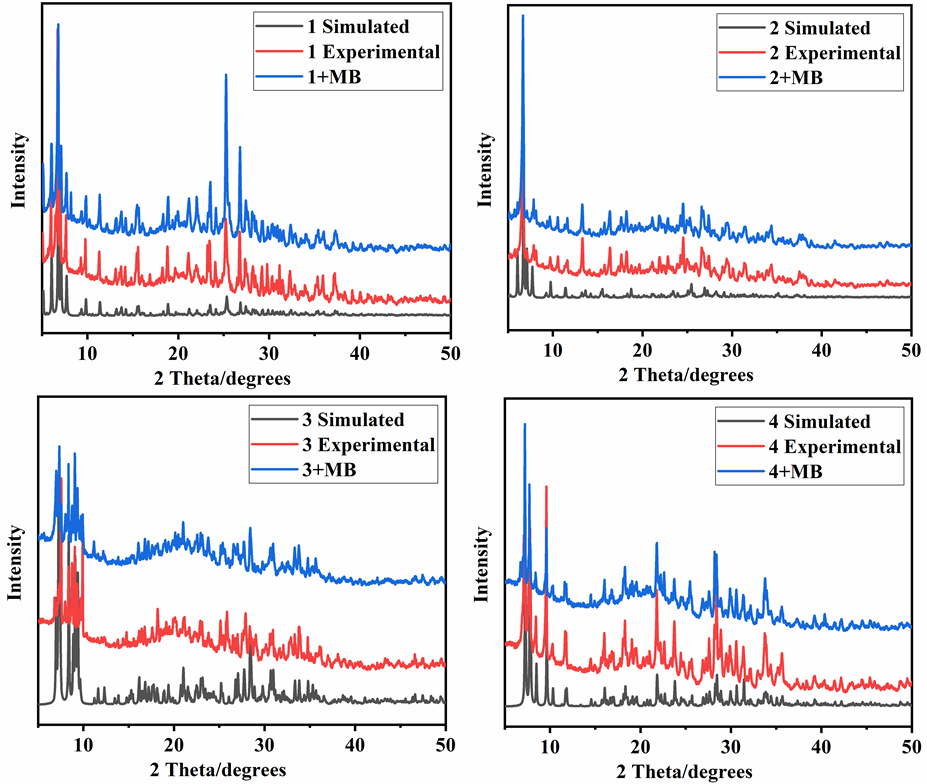 1 Simulated
1 Experimental
1+MB
Intensity
10 20 30 40 50
2 Theta/degrees
2 Simulated
2 Experimental
2+MB
Intensity
10 20 30 40 50
2 Theta/degrees
3 Simulated
3 Experimental
3+MB
Intensity
10 20 30 40 50
2 Theta/degrees
4 Simulated
4 Experimental
4+MB
Intensity
10 20 30 40 50
2 Theta/degrees